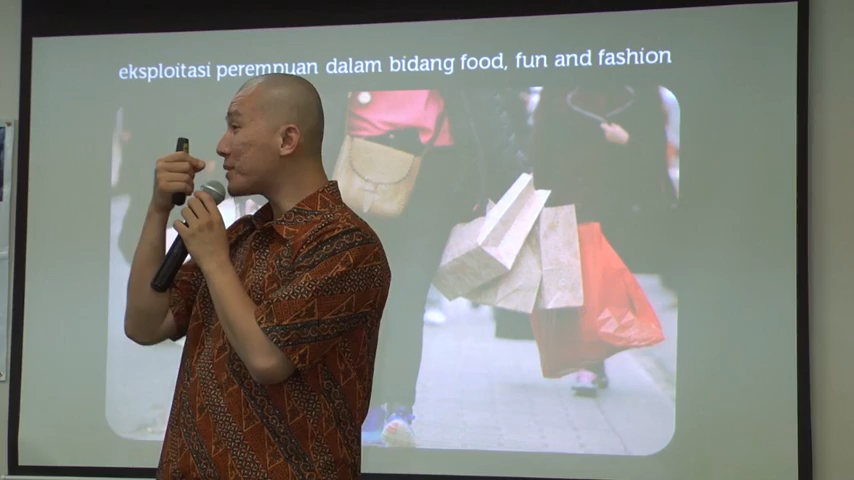 eksploitasi perempuan dalam bidang food, fun and fashion